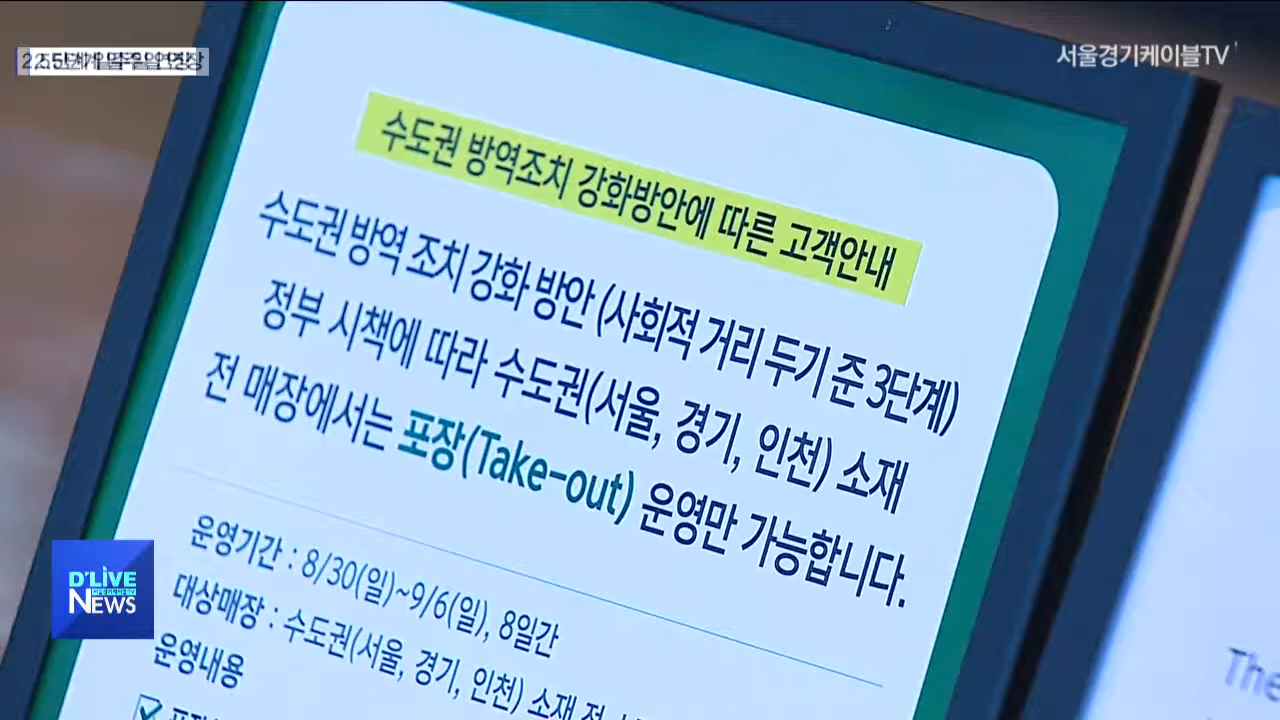 서울경기케이블TV
수도권 방역조치 강화방안에 따른 고객안내
수도권 방역 조치 강화 방안 (사회적 거리 두기 준 3단계)
정부 시책에 따라 수도권(서울, 경기, 인천) 소재
전 매장에서는 포장(Take-out) 운영만 가능합니다.
운영기간 : 8/30(일)~9/6(일), 8일간
대상매장 : 수도권(서울, 경기, 인천) 소재 전
운영내용
D'LIVE
NEWS
The